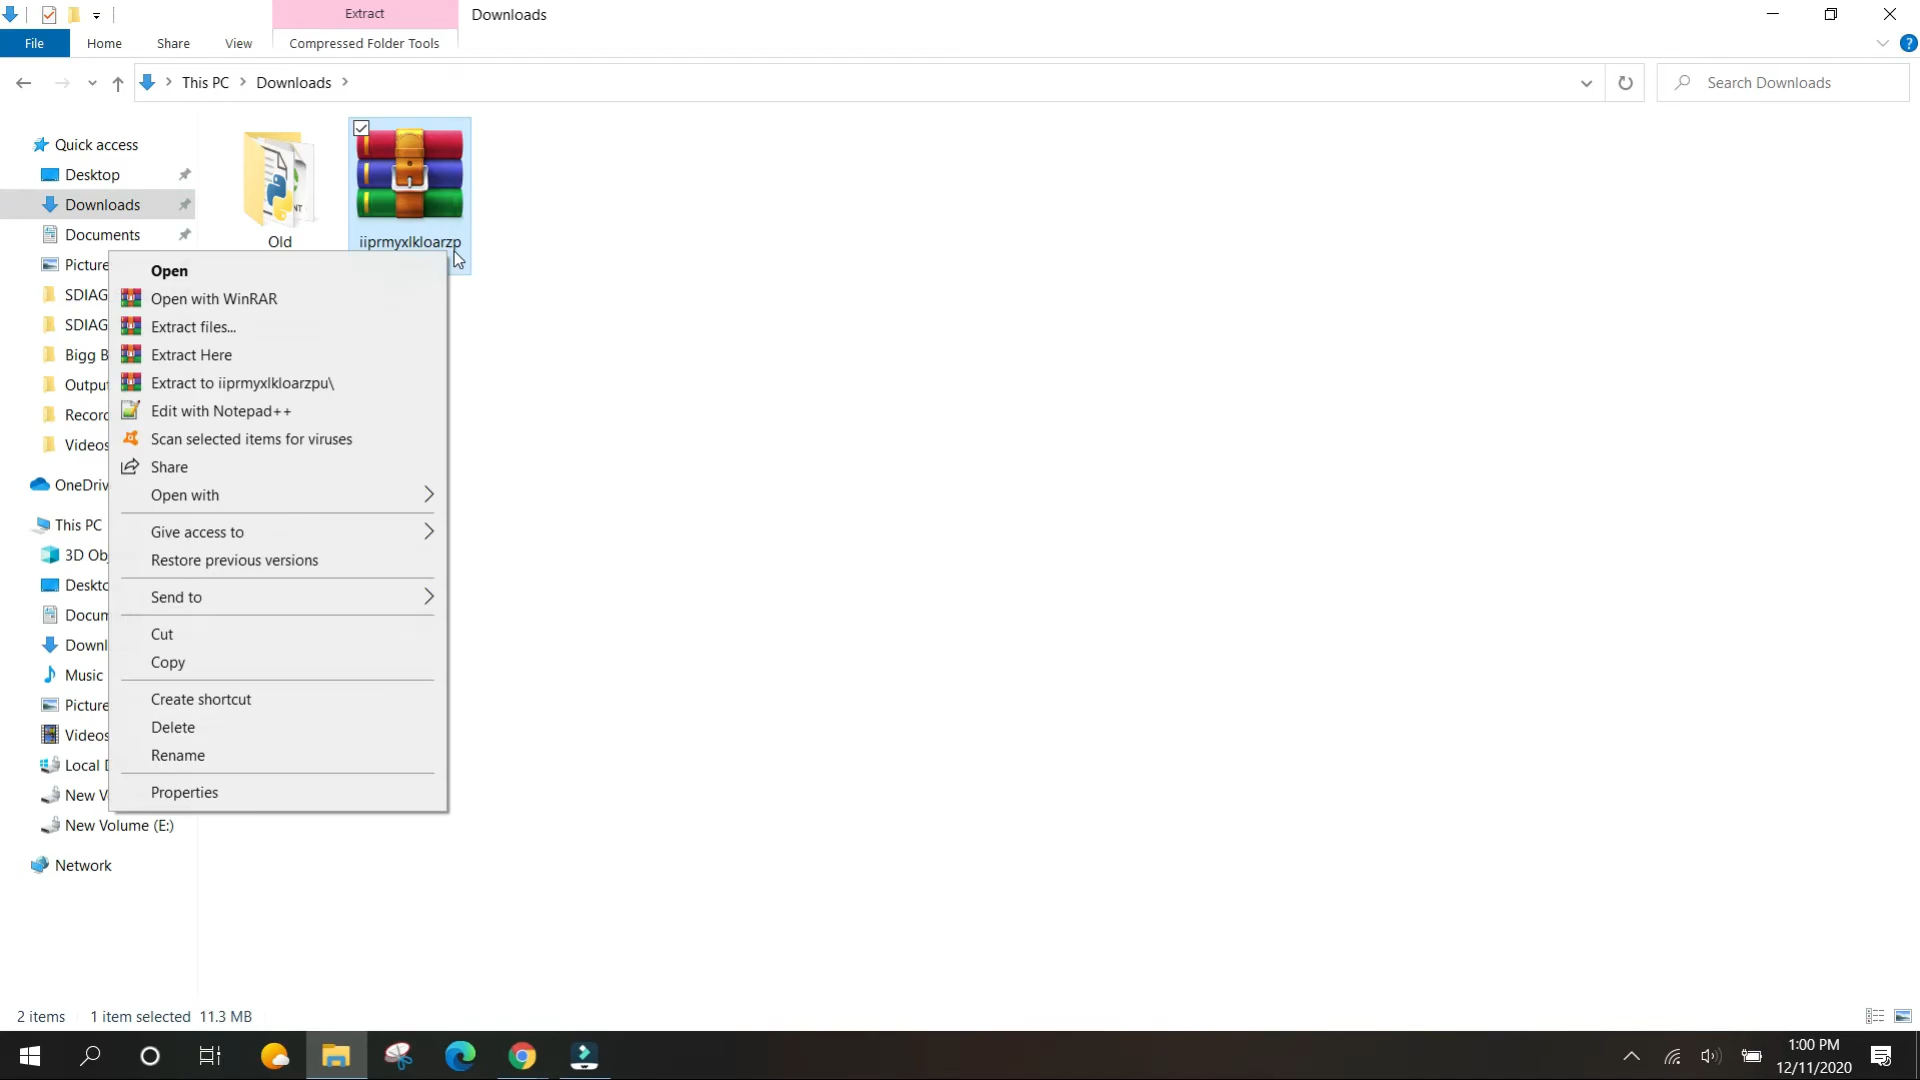 Extract
Downloads
File
Home
Share
View
Compressed Folder Tools
This PC
Downloads
Search Downloads
Quick access
Desktop
Downloads
Documents
Picture
SDIAG
SDIAG
Bigg B
Output
Record
Videos
OneDriv
This PC
3D Obj
Deskto
Docum
Downl
Music
Picture
Videos
Local D
New V
New Volume (E:)
Network
Old
iiprmyxlkloarzp
Open
Open with WinRAR
Extract files...
Extract Here
Extract to iiprmyxlkloarzpu\
Edit with Notepad++
Scan selected items for viruses
Share
Open with
Give access to
Restore previous versions
Send to
Cut
Copy
Create shortcut
Delete
Rename
Properties
2 items
1 item selected 11.3 MB
1:00 PM
12/11/2020